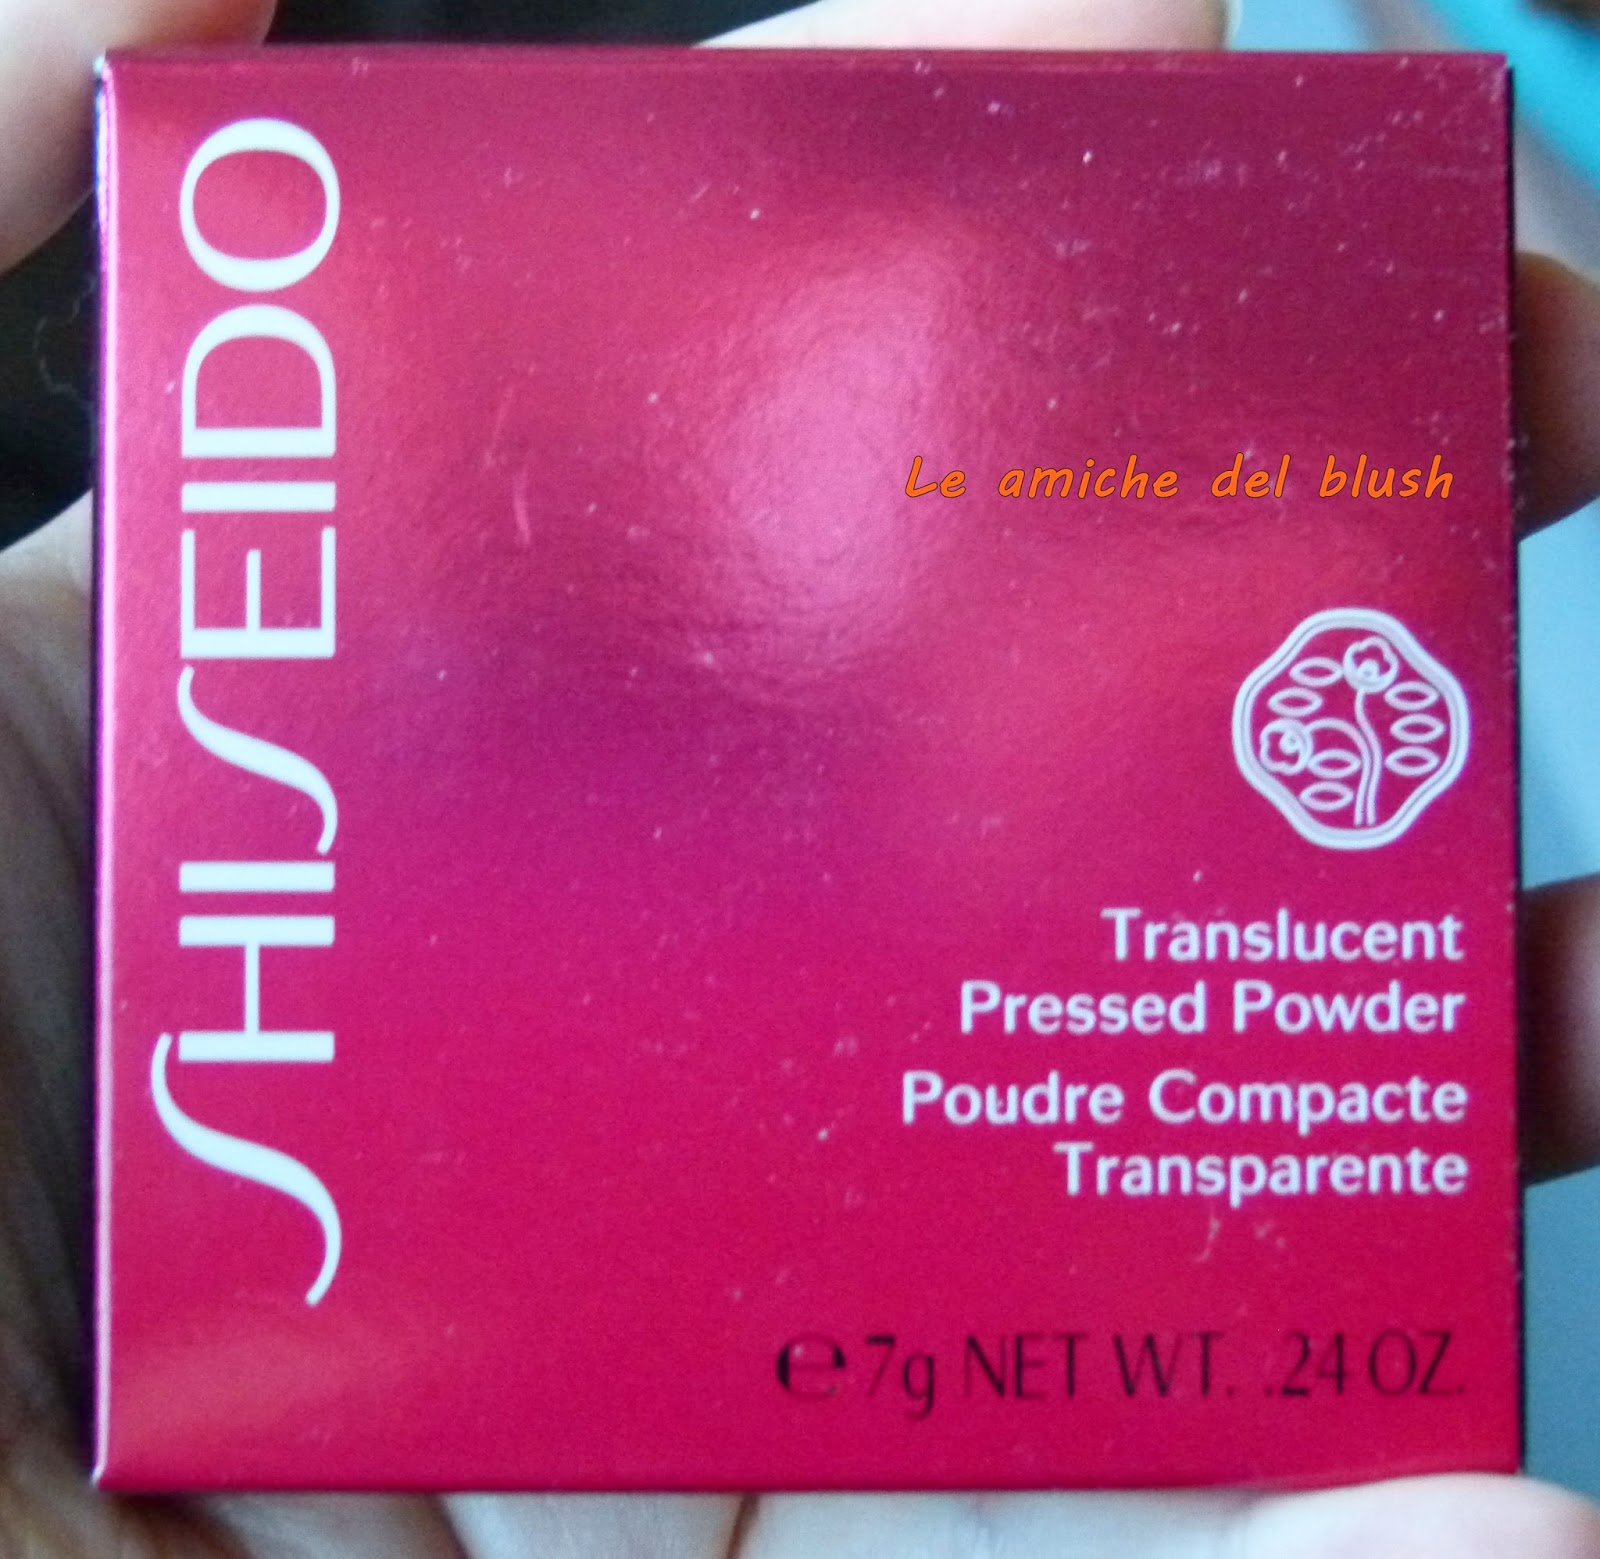 SHISEIDO
Le amiche del blush
Translucent
Pressed Powder
Poudre Compacte
Transparente
℮ 7g NET WT. .24 OZ.